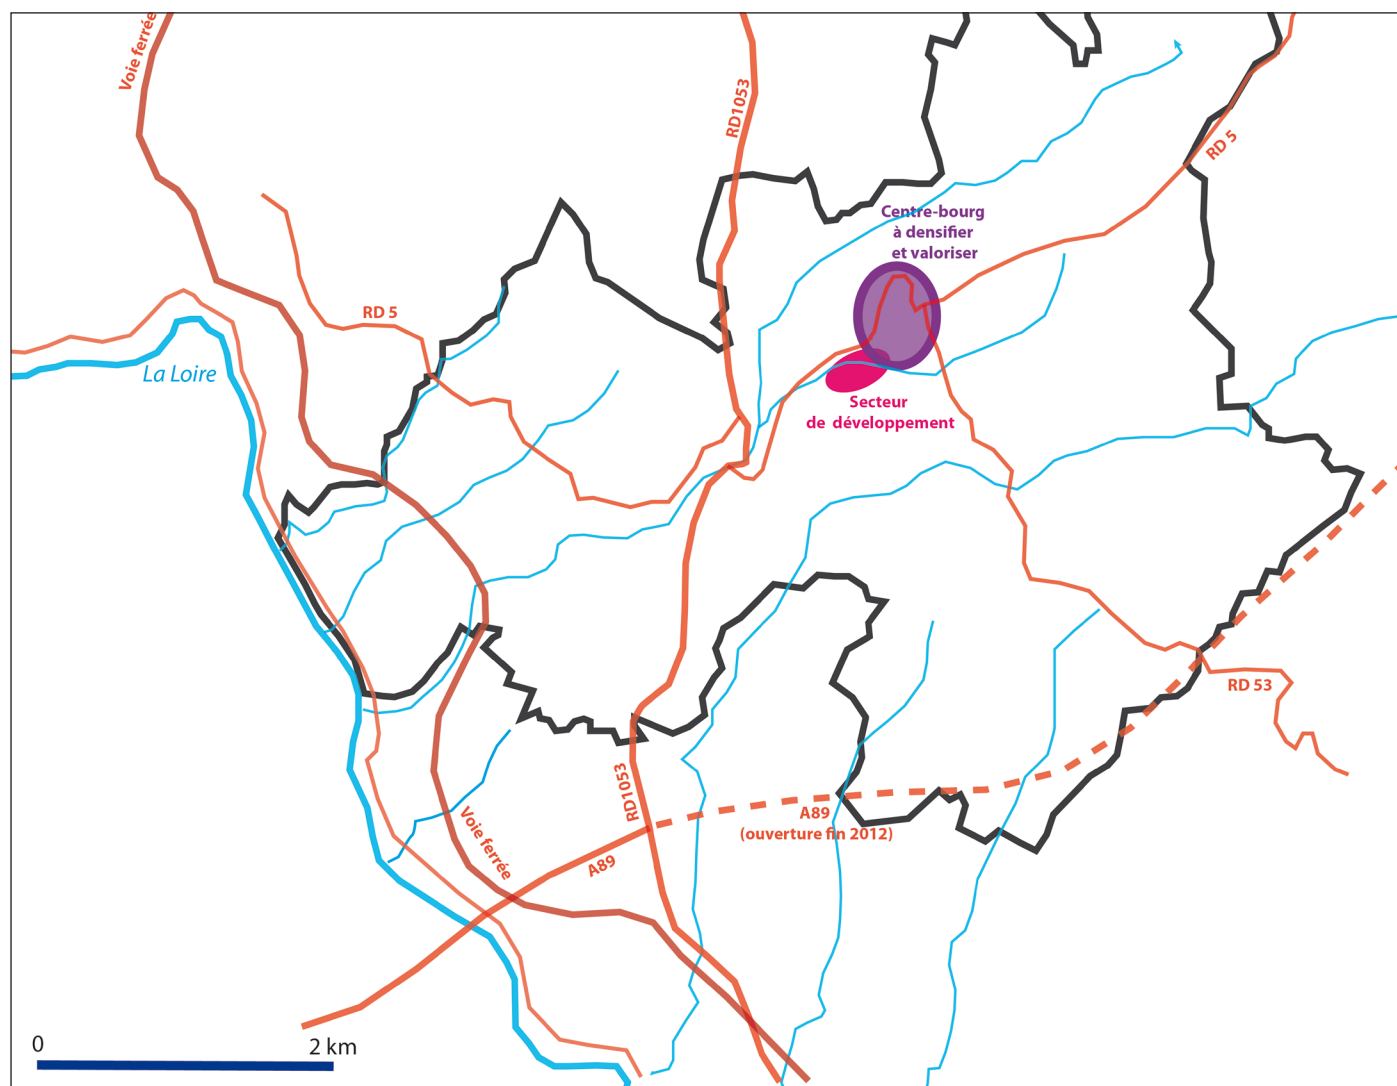 Voie ferrée
RD1053
RD 5
Centre-bourg
à densifier
et valoriser
RD 5
La Loire
Secteur
de développement
RD 53
RD1053
A89
(ouverture fin 2012)
Voie ferrée
A89
0
2 km